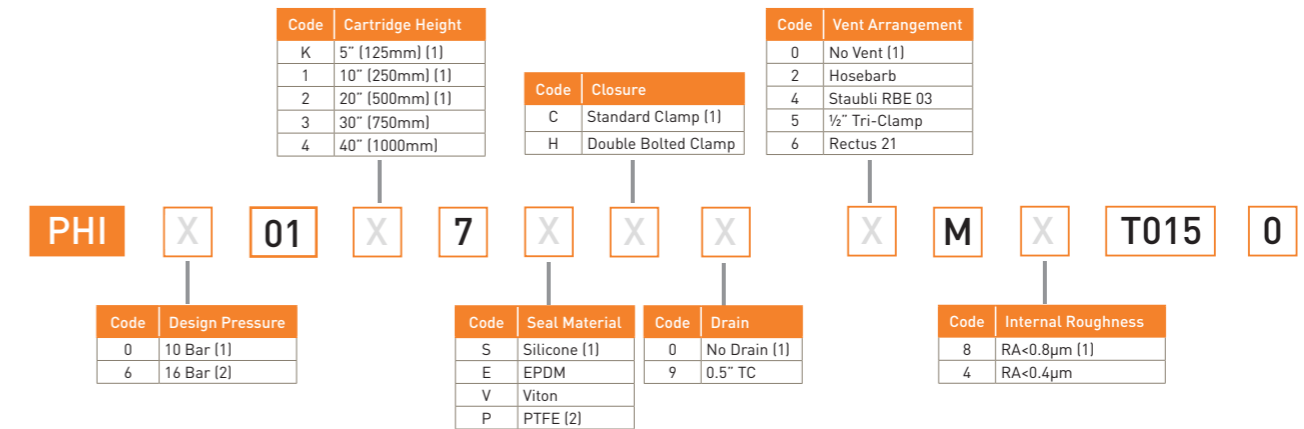 Code Cartridge Height
K 5˝ (125mm) (1)
1 10˝ (250mm) (1)
2 20˝ (500mm) (1)
3 30˝ (750mm)
4 40˝ (1000mm)
Code Closure
C Standard Clamp (1)
H Double Bolted Clamp
Code Vent Arrangement
0 No Vent (1)
2 Hosebarb
4 Staubli RBE 03
5 ½˝ Tri-Clamp
6 Rectus 21
PHI X 01 X 7 X X X X M X T015 0
Code Design Pressure
0 10 Bar (1)
6 16 Bar (2)
Code Seal Material
S Silicone (1)
E EPDM
V Viton
P PTFE (2)
Code Drain
0 No Drain (1)
9 0.5˝ TC
Code Internal Roughness
8 RA<0.8µm (1)
4 RA<0.4µm